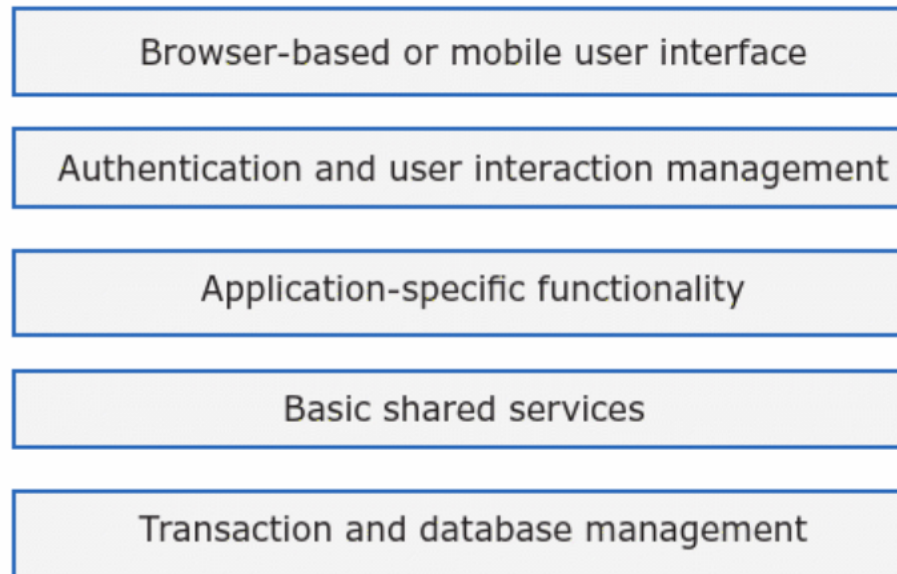 Browser-based or mobile user interface
Authentication and user interaction management
Application-specific functionality
Basic shared services
Transaction and database management